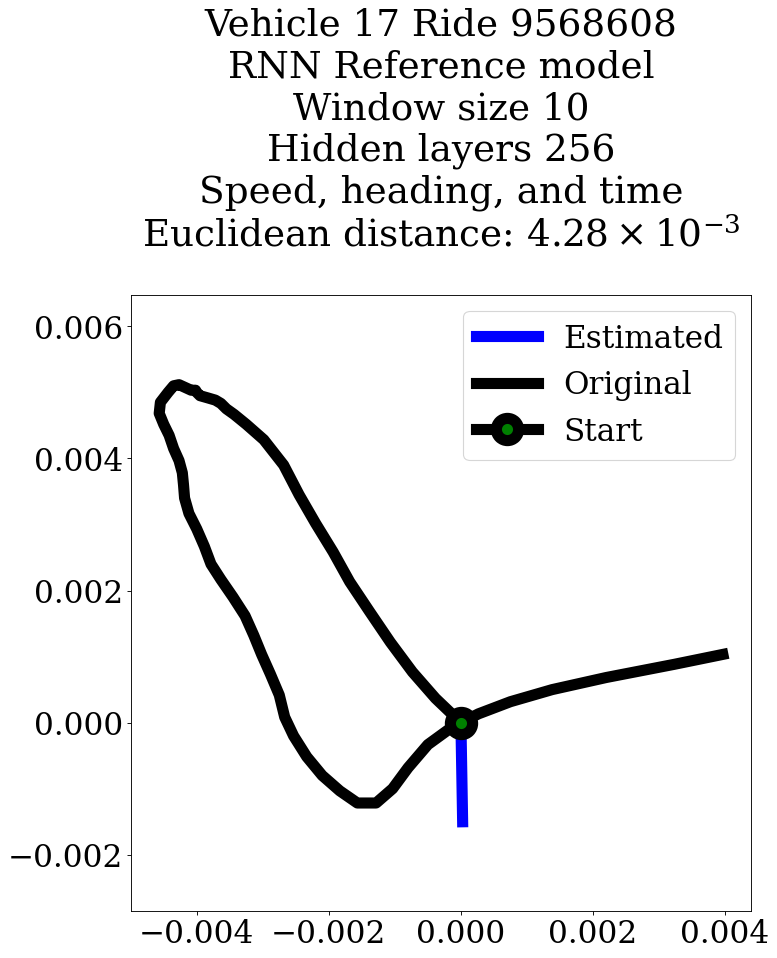 Vehicle 17 Ride 9568608
RNN Reference model
Window size 10
Hidden layers 256
Speed, heading, and time
Euclidean distance: 4.28 × 10⁻³
Estimated
Original
Start
0.006
0.004
0.002
0.000
−0.002
−0.004 −0.002 0.000 0.002 0.004